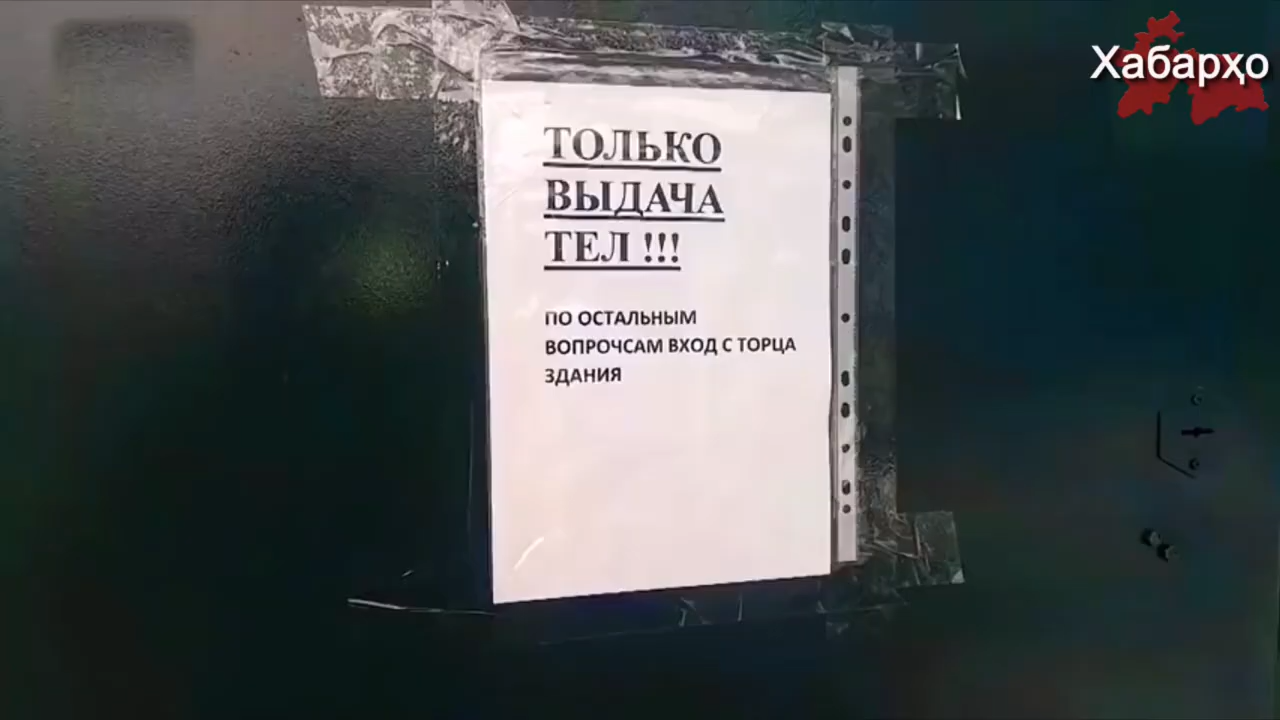 Хабарҳо
ТОЛЬКО
ВЫДАЧА
ТЕЛ !!!
ПО ОСТАЛЬНЫМ
ВОПРОЧСАМ ВХОД С ТОРЦА
ЗДАНИЯ